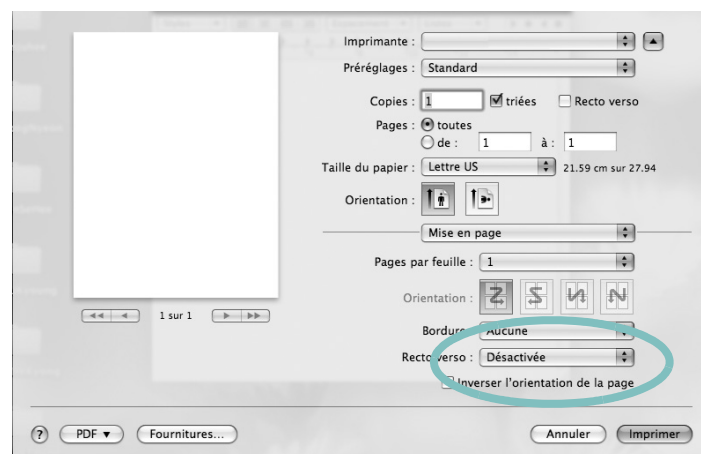 Imprimante :
Préréglages : Standard
Copies : 1 triées Recto verso
Pages : toutes
de : 1 à : 1
Taille du papier : Lettre US 21.59 cm sur 27.94
Orientation :
Mise en page
Pages par feuille : 1
Orientation :
1 sur 1
Bordure : Aucune
Recto verso : Désactivée
Inverser l'orientation de la page
? PDF ▼ Fournitures... Annuler Imprimer